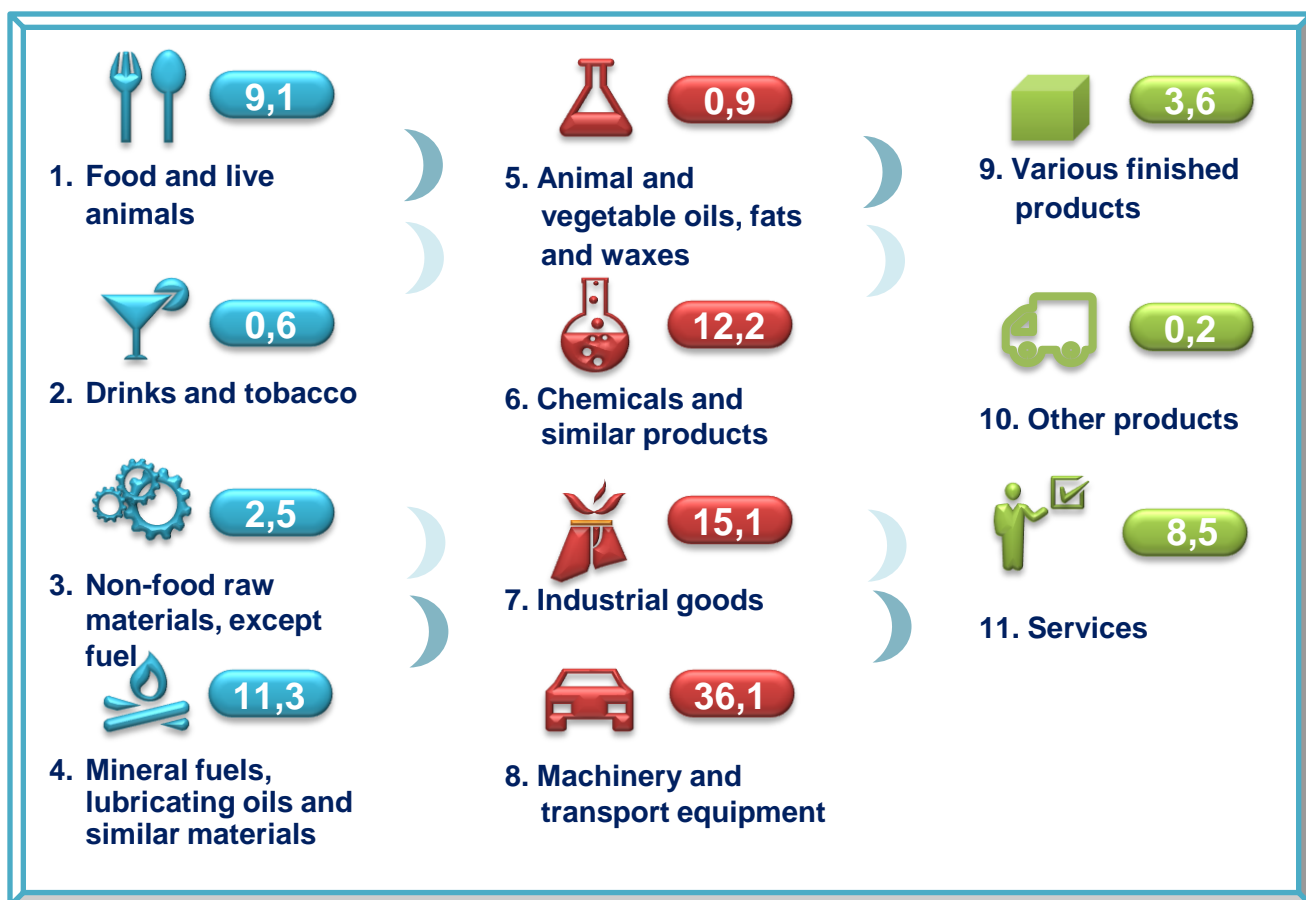 9,1
1. Food and live
animals
0,6
2. Drinks and tobacco
2,5
3. Non-food raw
materials, except
fuel
11,3
4. Mineral fuels,
lubricating oils and
similar materials
0,9
5. Animal and
vegetable oils, fats
and waxes
12,2
6. Chemicals and
similar products
15,1
7. Industrial goods
36,1
8. Machinery and
transport equipment
3,6
9. Various finished
products
0,2
10. Other products
8,5
11. Services